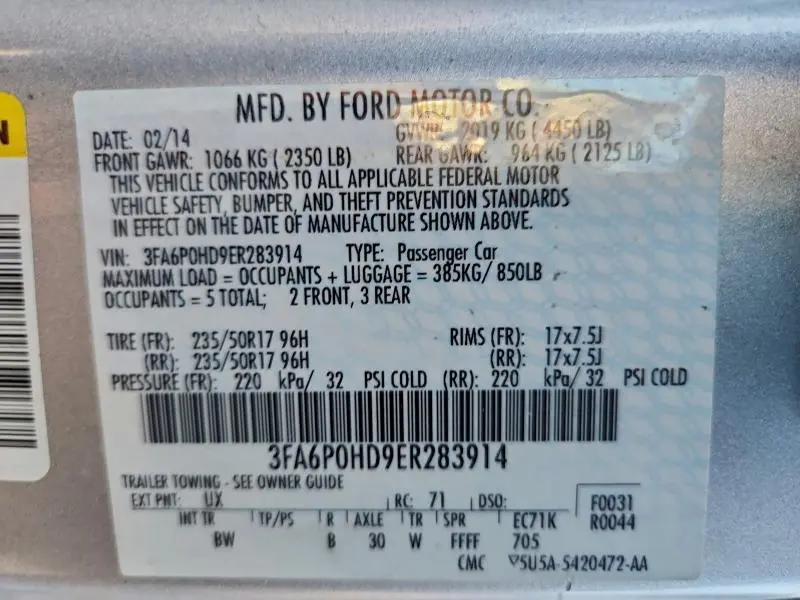 N
MFD. BY FORD MOTOR CO.
DATE: 02/14 GVWR: 2019 KG ( 4450 LB)
FRONT GAWR: 1066 KG ( 2350 LB) REAR GAWR: 964 KG ( 2125 LB)
THIS VEHICLE CONFORMS TO ALL APPLICABLE FEDERAL MOTOR
VEHICLE SAFETY, BUMPER, AND THEFT PREVENTION STANDARDS
IN EFFECT ON THE DATE OF MANUFACTURE SHOWN ABOVE.
VIN: 3FA6P0HD9ER283914 TYPE: Passenger Car
MAXIMUM LOAD = OCCUPANTS + LUGGAGE = 385KG/ 850LB
OCCUPANTS = 5 TOTAL; 2 FRONT, 3 REAR
TIRE (FR): 235/50R17 96H RIMS (FR): 17x7.5J
(RR): 235/50R17 96H (RR): 17x7.5J
PRESSURE (FR): 220 kPa/ 32 PSI COLD (RR): 220 kPa/ 32 PSI COLD
3FA6P0HD9ER283914
TRAILER TOWING - SEE OWNER GUIDE
EXT PNT: UX RC: 71 DSO: F0031
INT TR TP/PS R AXLE TR SPR EC71K R0044
BW B 30 W FFFF 705
CMC 5U5A-5420472-AA